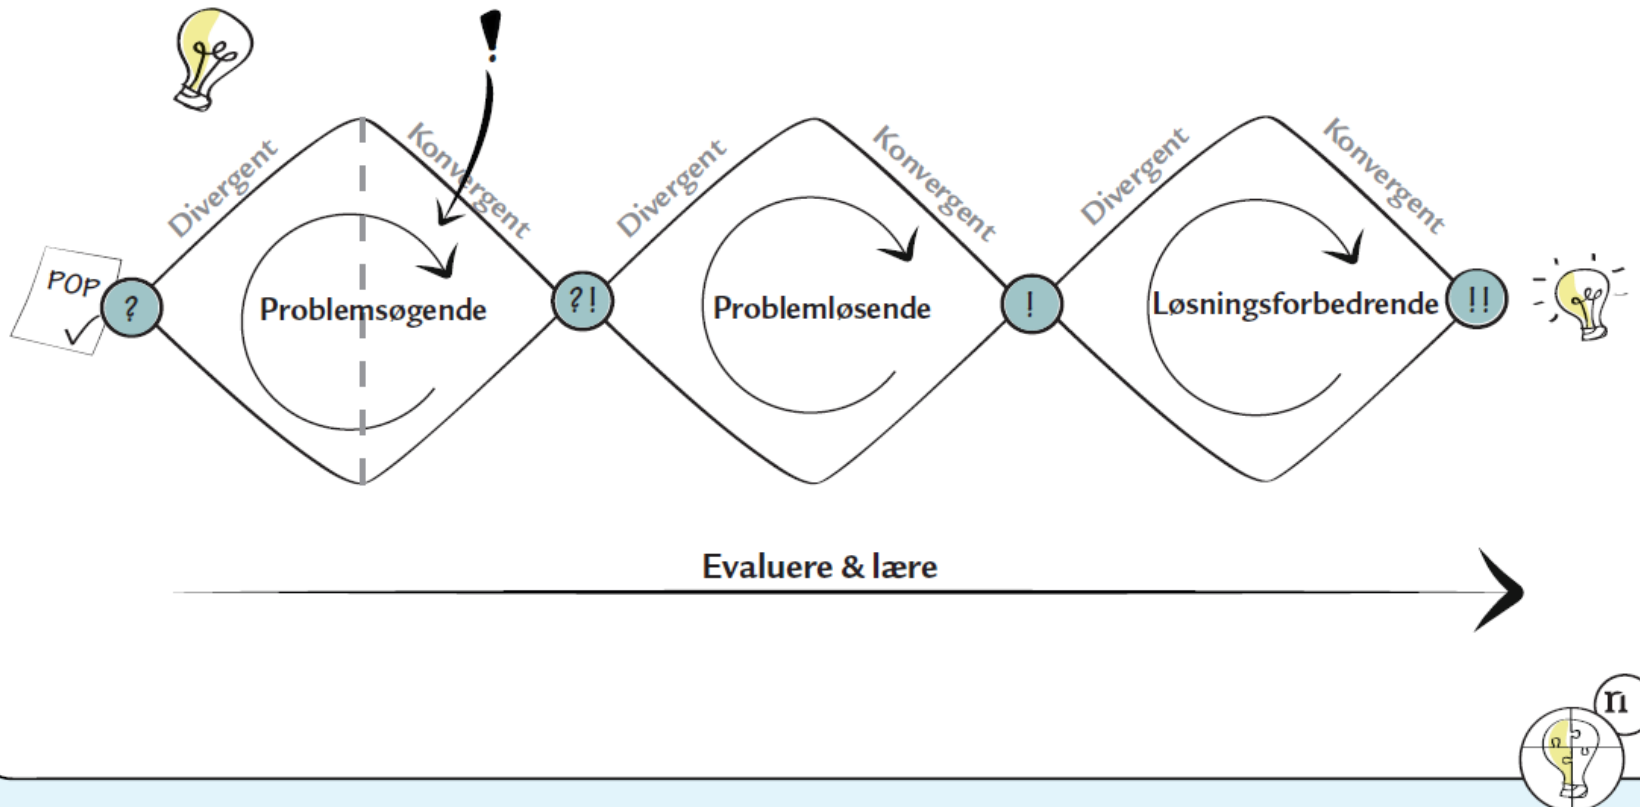 !
Divergent
Konvergent
Divergent
Konvergent
Divergent
Konvergent
POP
?
Problemsøgende
?!
Problemløsende
!
Løsningsforbedrende
!!
Evaluere & lære